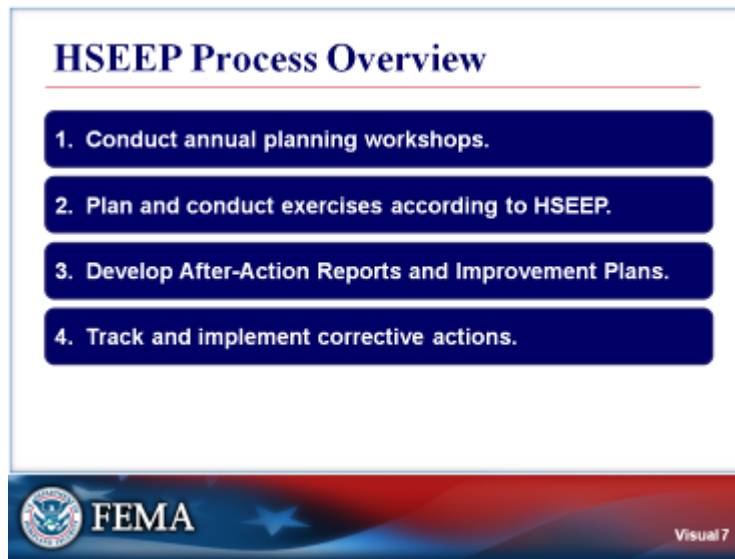 HSEEP Process Overview
1. Conduct annual planning workshops.
2. Plan and conduct exercises according to HSEEP.
3. Develop After-Action Reports and Improvement Plans.
4. Track and implement corrective actions.
FEMA
Visual 7